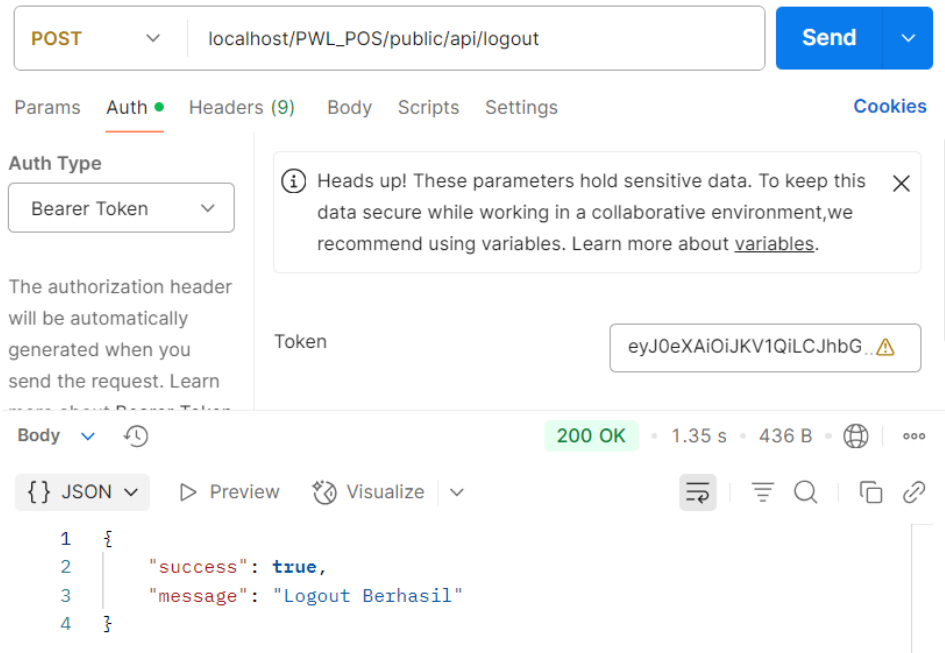 POST localhost/PWL_POS/public/api/logout Send
Params Auth Headers (9) Body Scripts Settings Cookies
Auth Type
Bearer Token
The authorization header
will be automatically
generated when you
send the request. Learn
more about Bearer Token
Heads up! These parameters hold sensitive data. To keep this
data secure while working in a collaborative environment,we
recommend using variables. Learn more about variables.
Token eyJ0eXAiOiJKV1QiLCJhbG...
Body 200 OK • 1.35 s • 436 B •
{} JSON Preview Visualize
1 {
2 "success": true,
3 "message": "Logout Berhasil"
4 }